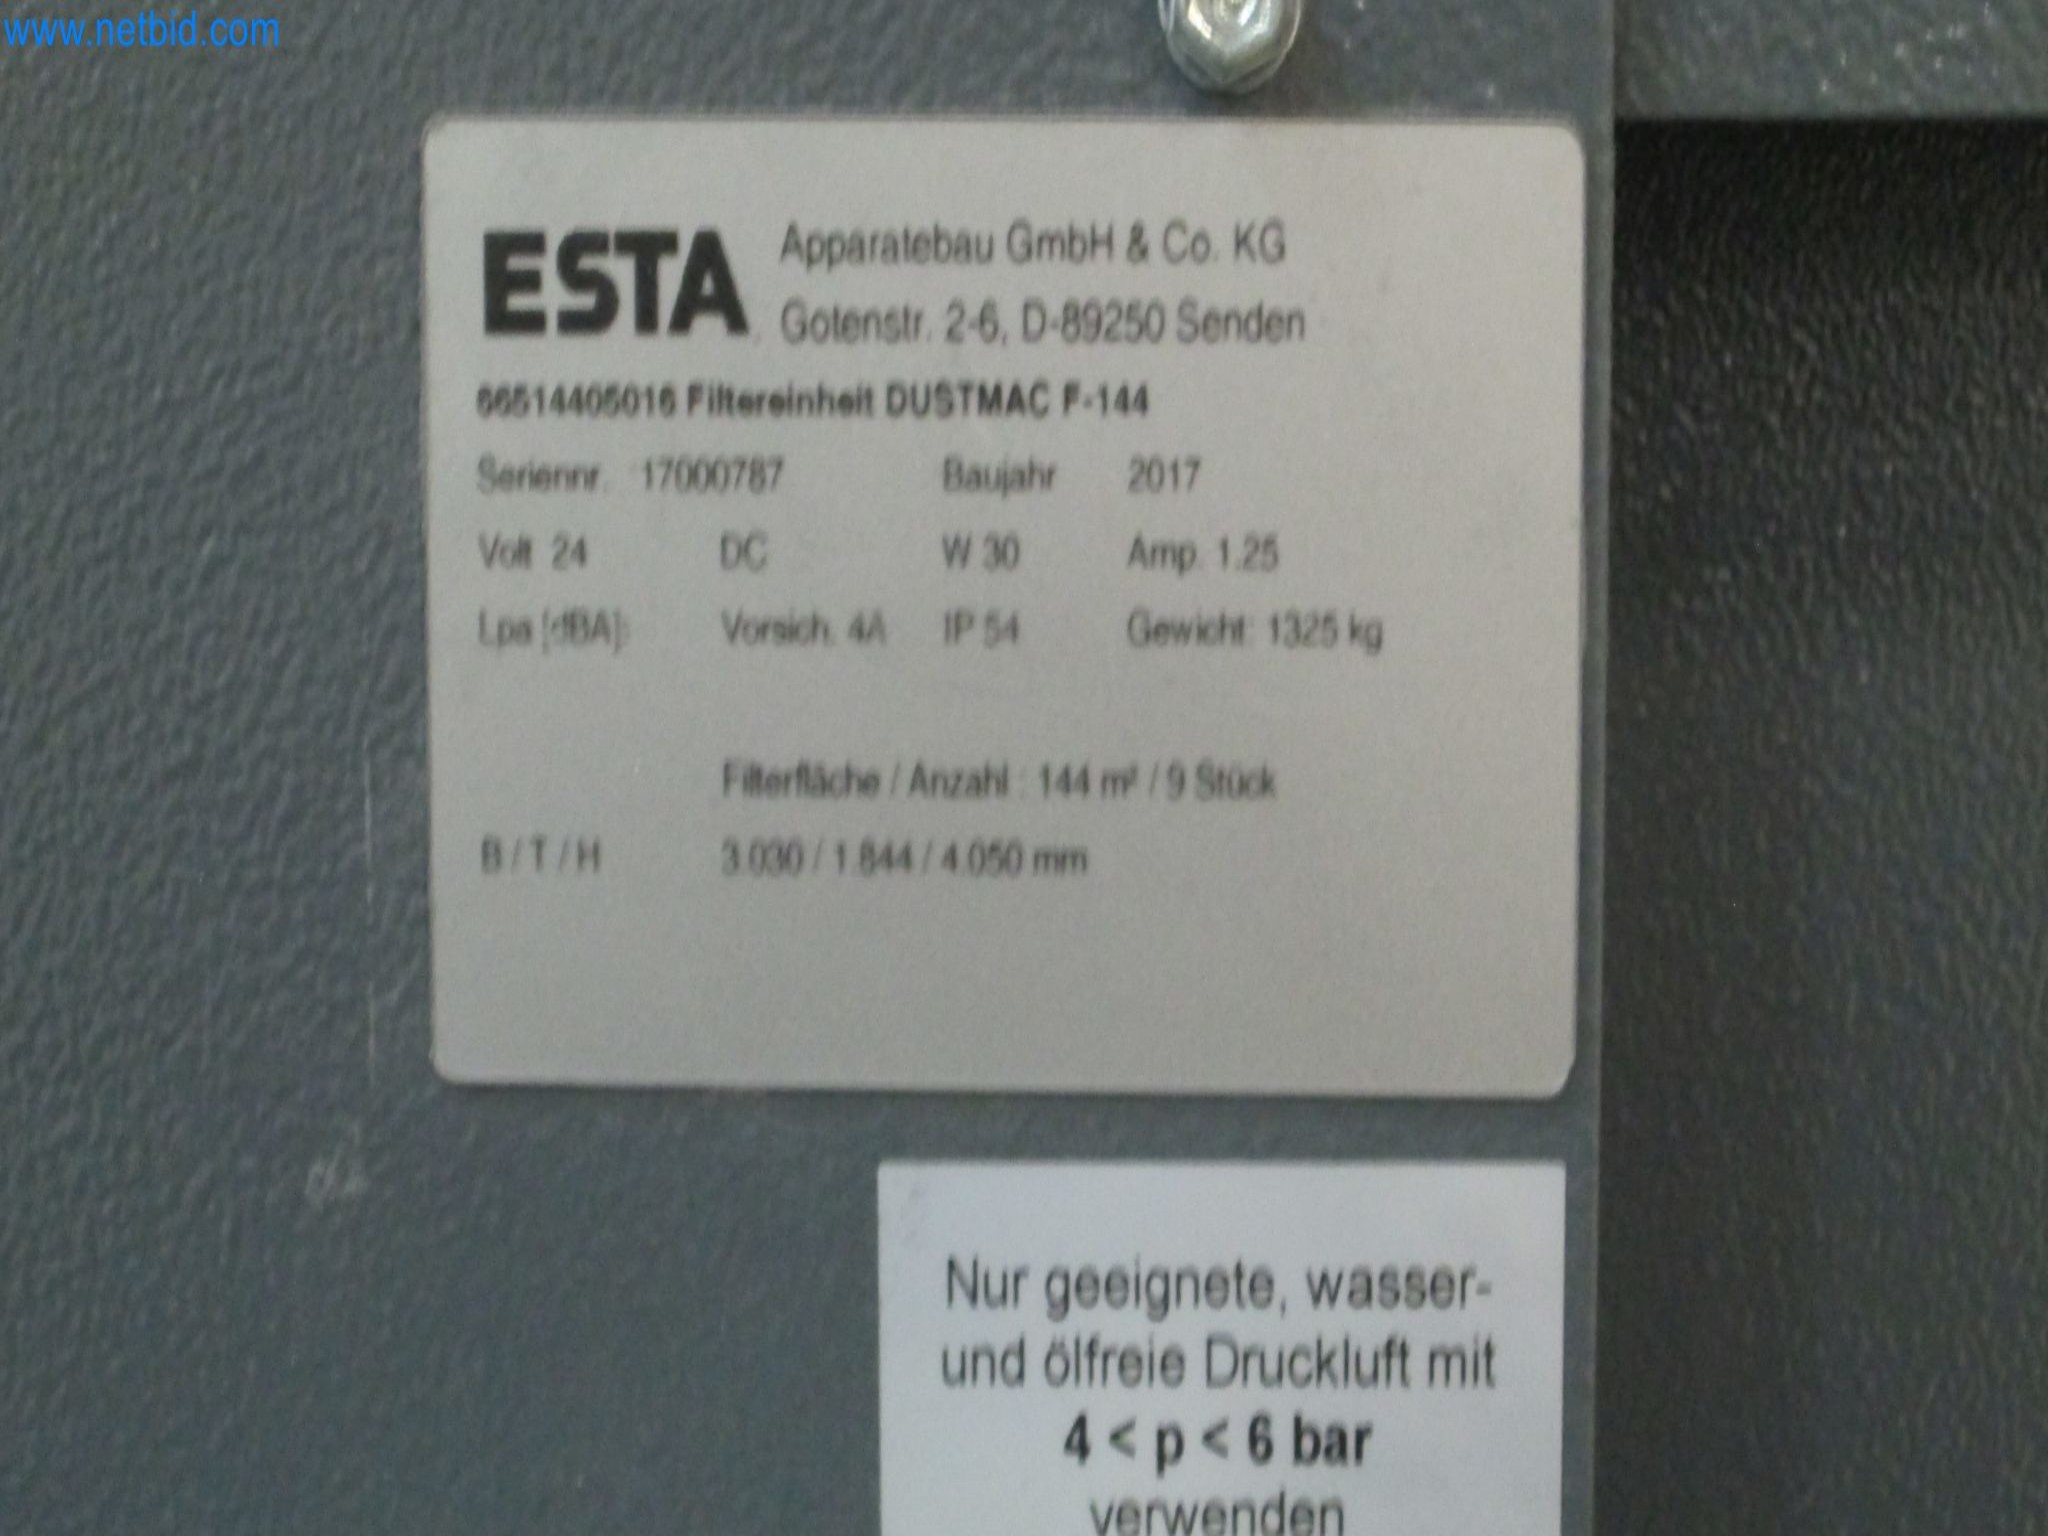 www.netbid.com
ESTA Apparatebau GmbH & Co. KG
Gotenstr. 2-6, D-89250 Senden
66514405016 Filtereinheit DUSTMAC F-144
Seriennr. 17000787 Baujahr 2017
Volt 24 DC W 30 Amp. 1.25
Lpa [dBA]: Vorsich. 4A IP 54 Gewicht: 1325 kg
Filterfläche / Anzahl : 144 m² / 9 Stück
B / T / H 3.030 / 1.844 / 4.050 mm
Nur geeignete, wasser-
und ölfreie Druckluft mit
4 < p < 6 bar
verwenden